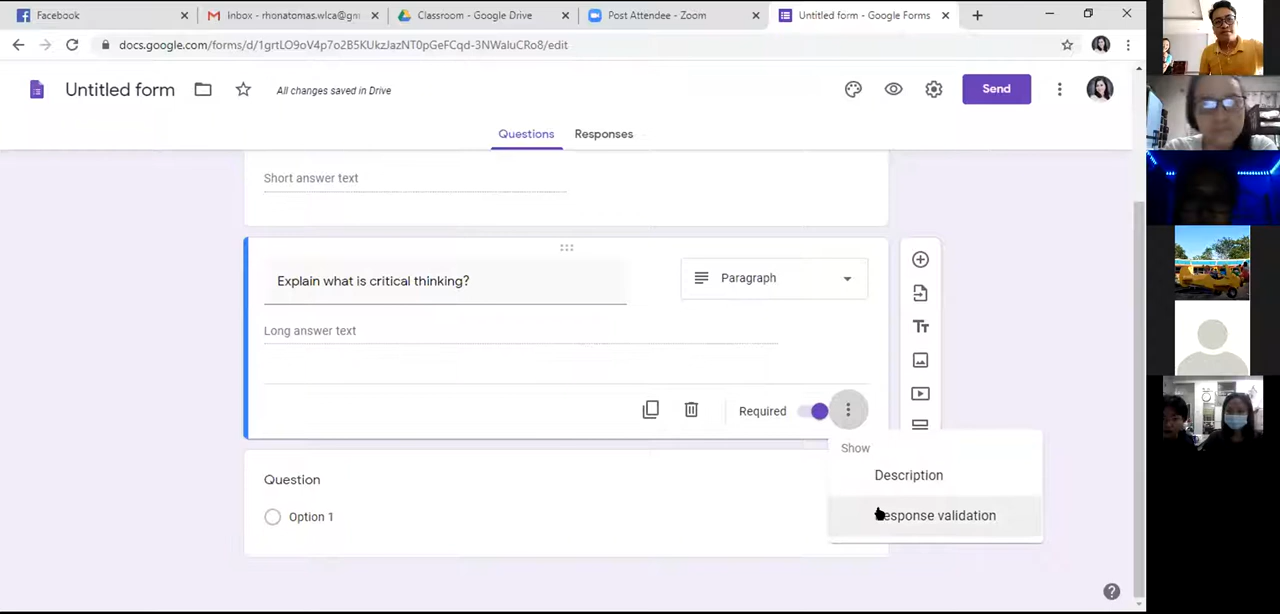 Facebook
Inbox - rhonatomas.wlca@gm
Classroom - Google Drive
Post Attendee - Zoom
Untitled form - Google Forms
docs.google.com/forms/d/1grtLO9oV4p7o2B5KUkzJazNT0pGeFCqd-3NWaluCRo8/edit
Untitled form
All changes saved in Drive
Send
Questions
Responses
Short answer text
Explain what is critical thinking?
Paragraph
Long answer text
Required
Show
Description
Response validation
Question
Option 1